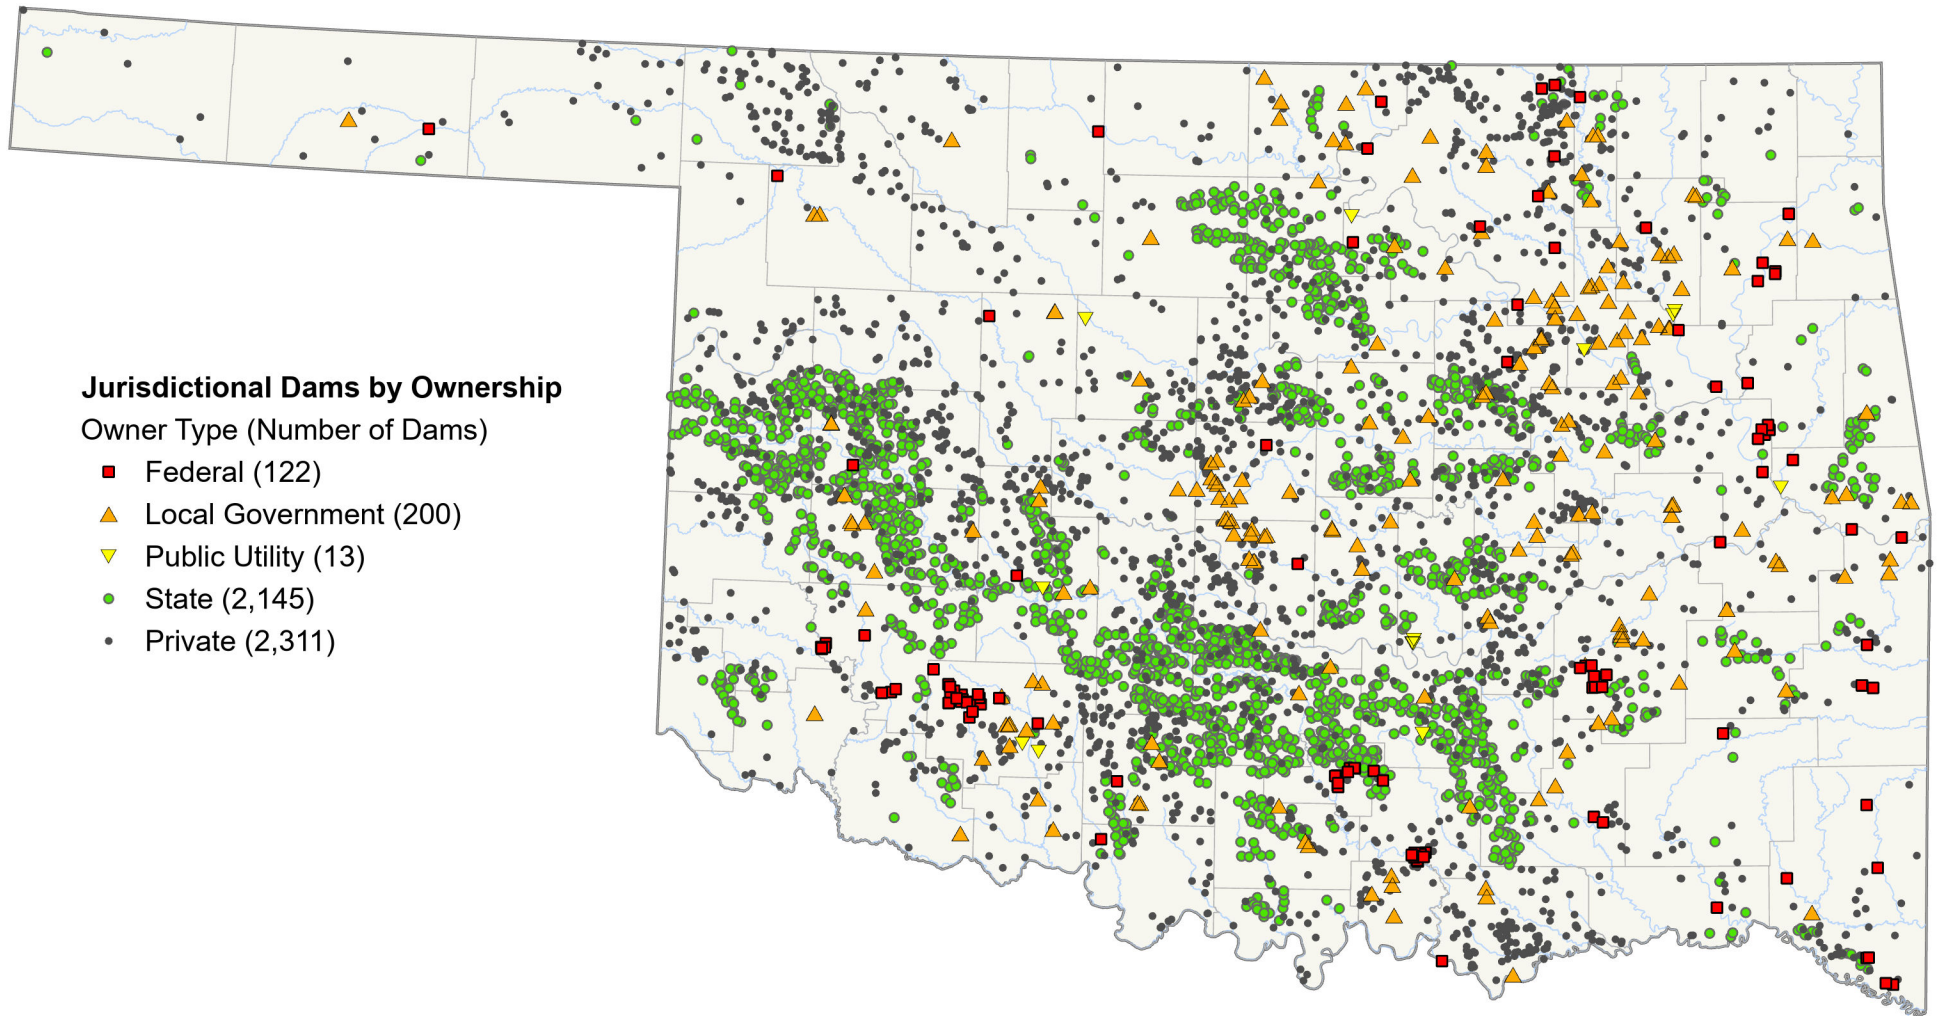 Jurisdictional Dams by Ownership
Owner Type (Number of Dams)
Federal (122)
Local Government (200)
Public Utility (13)
State (2,145)
Private (2,311)